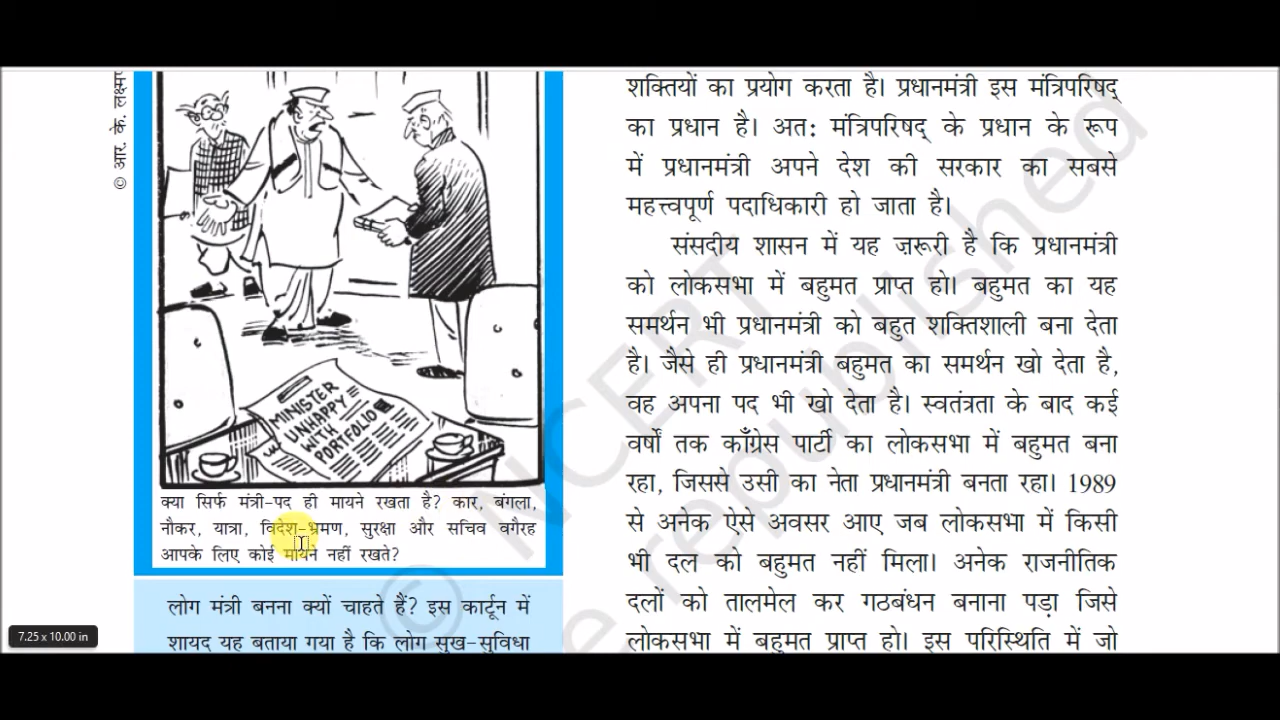 © आर. के. लक्ष्मण
MINISTER
UNHAPPY
WITH
PORTFOLIO
क्या सिर्फ मंत्री-पद ही मायने रखता है? कार, बंगला,
नौकर, यात्रा, विदेश-भ्रमण, सुरक्षा और सचिव वगैरह
आपके लिए कोई मायने नहीं रखते?
लोग मंत्री बनना क्यों चाहते हैं? इस कार्टून में
शायद यह बताया गया है कि लोग सुख-सुविधा
7.25 x 10.00 in
शक्तियों का प्रयोग करता है। प्रधानमंत्री इस मंत्रिपरिषद्
का प्रधान है। अत: मंत्रिपरिषद् के प्रधान के रूप
में प्रधानमंत्री अपने देश की सरकार का सबसे
महत्त्वपूर्ण पदाधिकारी हो जाता है।
संसदीय शासन में यह ज़रूरी है कि प्रधानमंत्री
को लोकसभा में बहुमत प्राप्त हो। बहुमत का यह
समर्थन भी प्रधानमंत्री को बहुत शक्तिशाली बना देता
है। जैसे ही प्रधानमंत्री बहुमत का समर्थन खो देता है,
वह अपना पद भी खो देता है। स्वतंत्रता के बाद कई
वर्षों तक काँग्रेस पार्टी का लोकसभा में बहुमत बना
रहा, जिससे उसी का नेता प्रधानमंत्री बनता रहा। 1989
से अनेक ऐसे अवसर आए जब लोकसभा में किसी
भी दल को बहुमत नहीं मिला। अनेक राजनीतिक
दलों को तालमेल कर गठबंधन बनाना पड़ा जिसे
लोकसभा में बहुमत प्राप्त हो। इस परिस्थिति में जो
© NCERT
republished